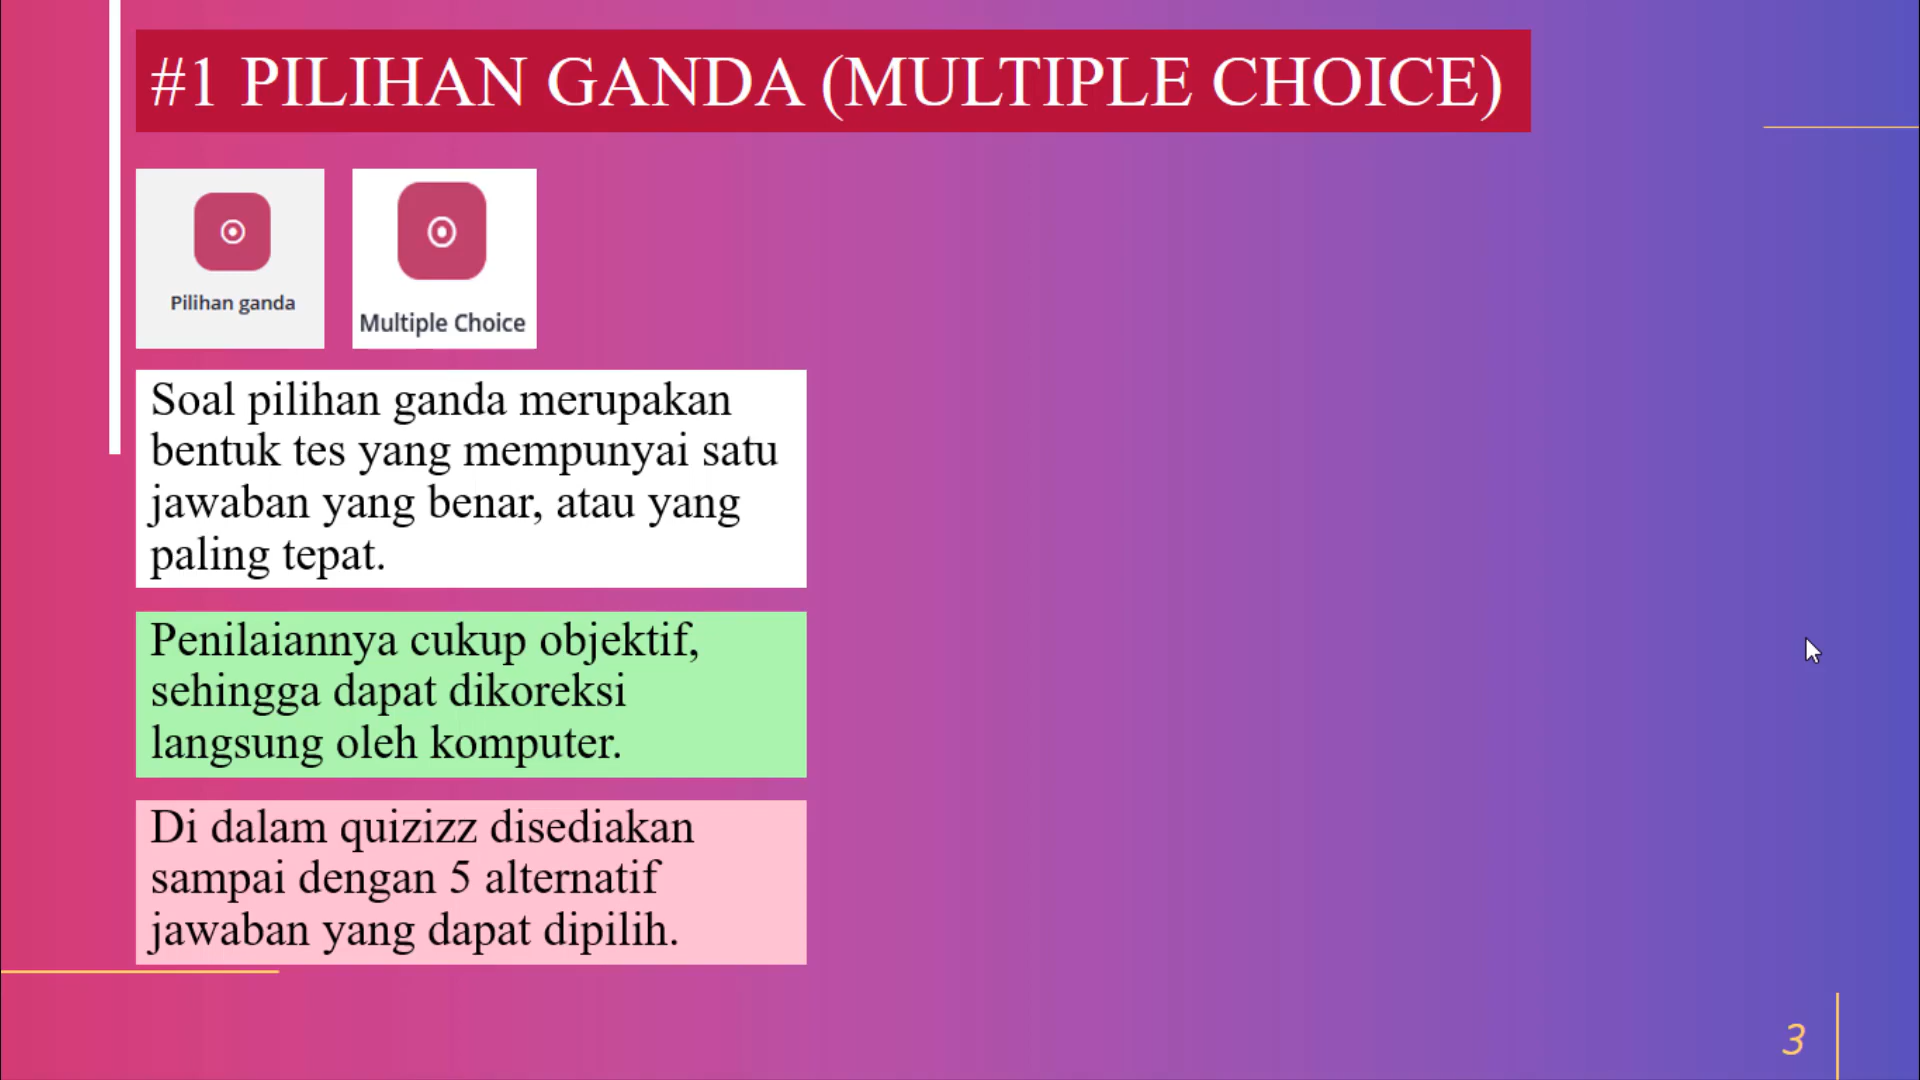 #1 PILIHAN GANDA (MULTIPLE CHOICE)
Pilihan ganda
Multiple Choice
Soal pilihan ganda merupakan
bentuk tes yang mempunyai satu
jawaban yang benar, atau yang
paling tepat.
Penilaiannya cukup objektif,
sehingga dapat dikoreksi
langsung oleh komputer.
Di dalam quizizz disediakan
sampai dengan 5 alternatif
jawaban yang dapat dipilih.
3